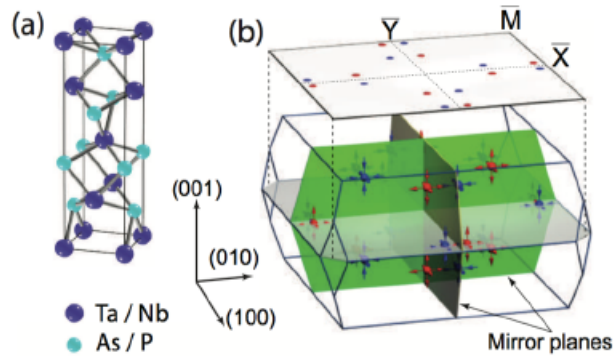 (a)
Ta / Nb
As / P
(001)
(010)
(100)
(b)
Y̅
M̅
X̅
Mirror planes